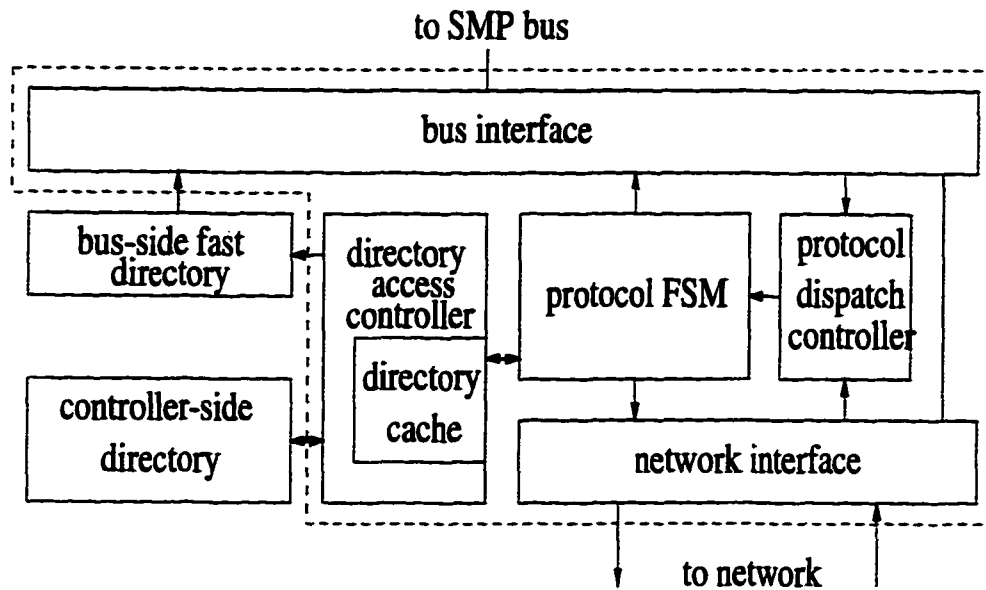 to SMP bus
bus interface
bus-side fast
directory
directory
access
controller
directory
cache
protocol FSM
protocol
dispatch
controller
controller-side
directory
network interface
to network